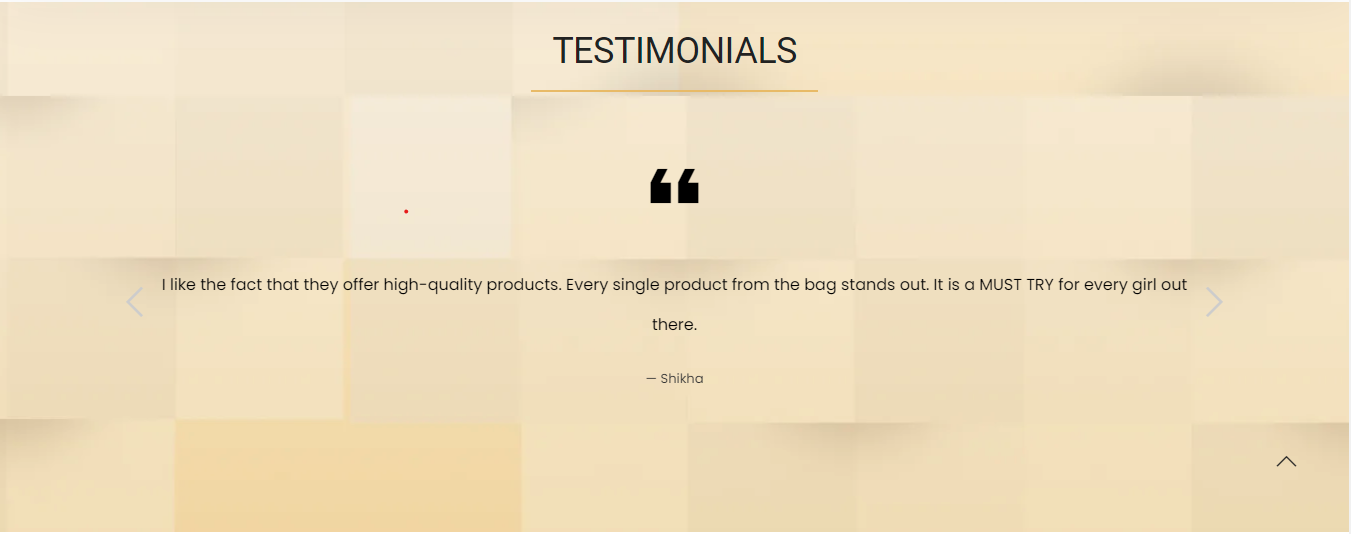 TESTIMONIALS
❝
I like the fact that they offer high-quality products. Every single product from the bag stands out. It is a MUST TRY for every girl out
there.
— Shikha